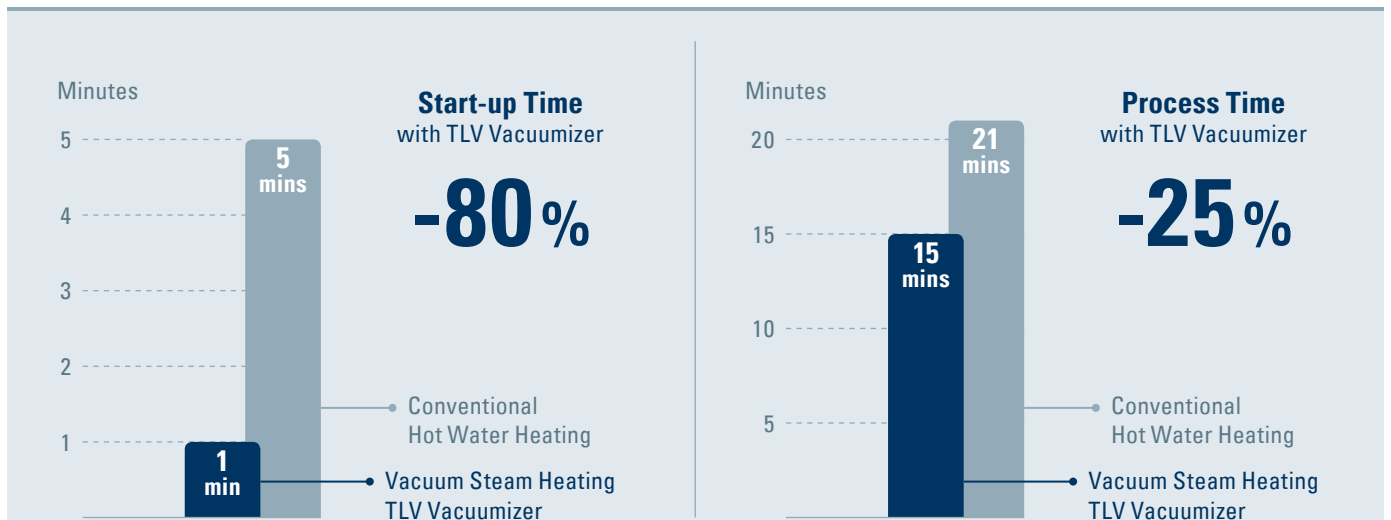 Minutes
Start-up Time
with TLV Vacuumizer
-80%
5
4
3
2
1
5
mins
1
min
Conventional
Hot Water Heating
Vacuum Steam Heating
TLV Vacuumizer
Minutes
Process Time
with TLV Vacuumizer
-25%
20
15
10
5
21
mins
15
mins
Conventional
Hot Water Heating
Vacuum Steam Heating
TLV Vacuumizer